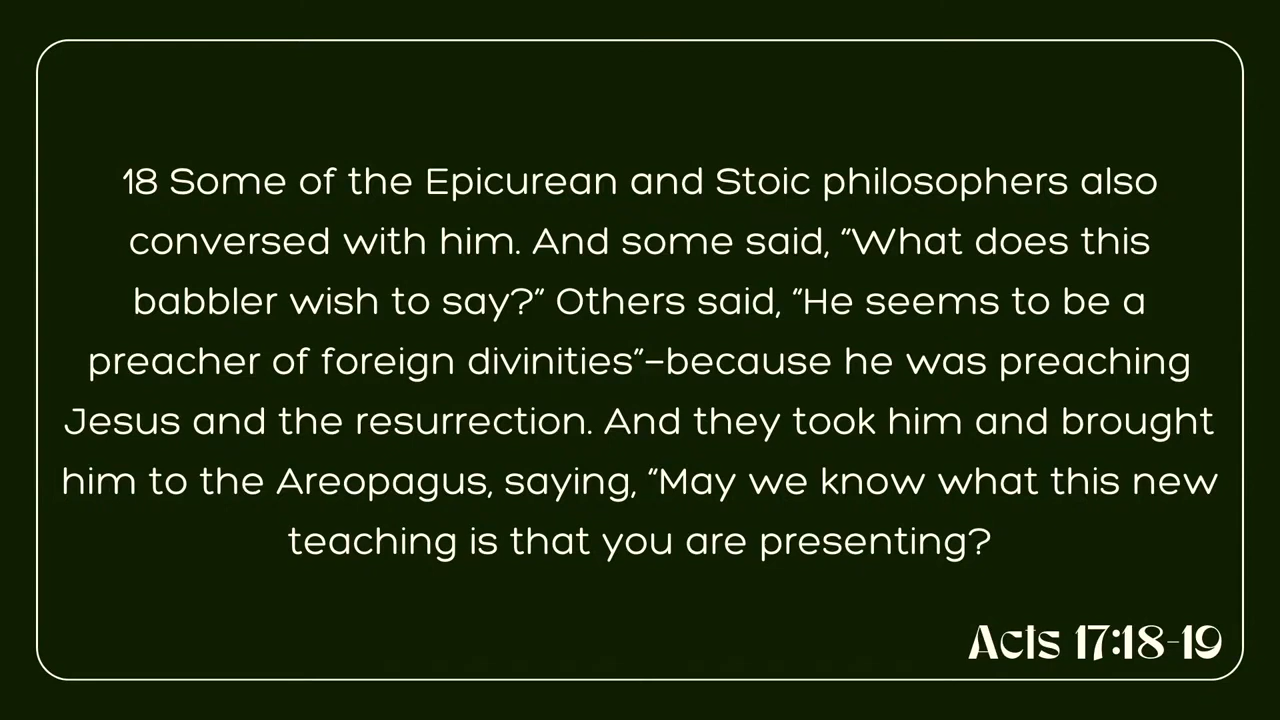 18 Some of the Epicurean and Stoic philosophers also
conversed with him. And some said, “What does this
babbler wish to say?” Others said, “He seems to be a
preacher of foreign divinities”–because he was preaching
Jesus and the resurrection. And they took him and brought
him to the Areopagus, saying, “May we know what this new
teaching is that you are presenting?
Acts 17:18-19